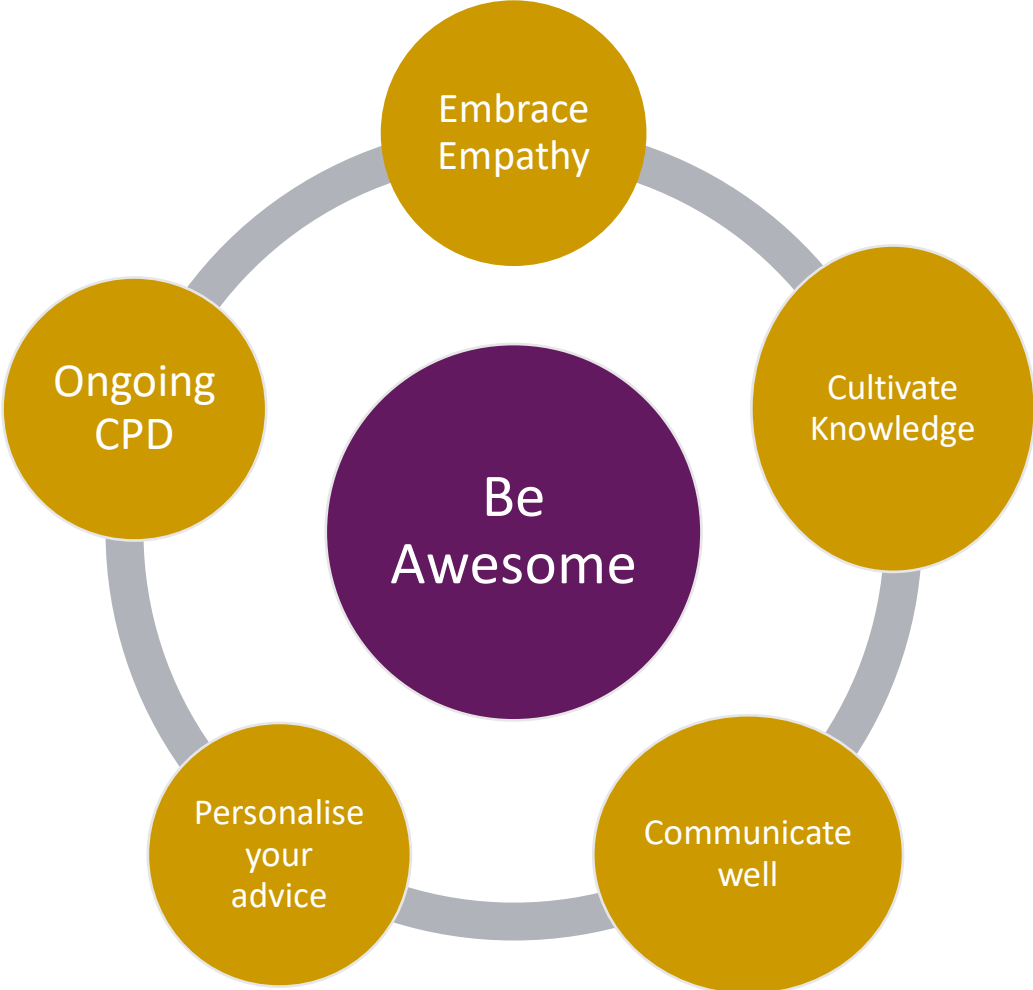 Embrace
Empathy
Cultivate
Knowledge
Communicate
well
Personalise
your
advice
Ongoing
CPD
Be
Awesome